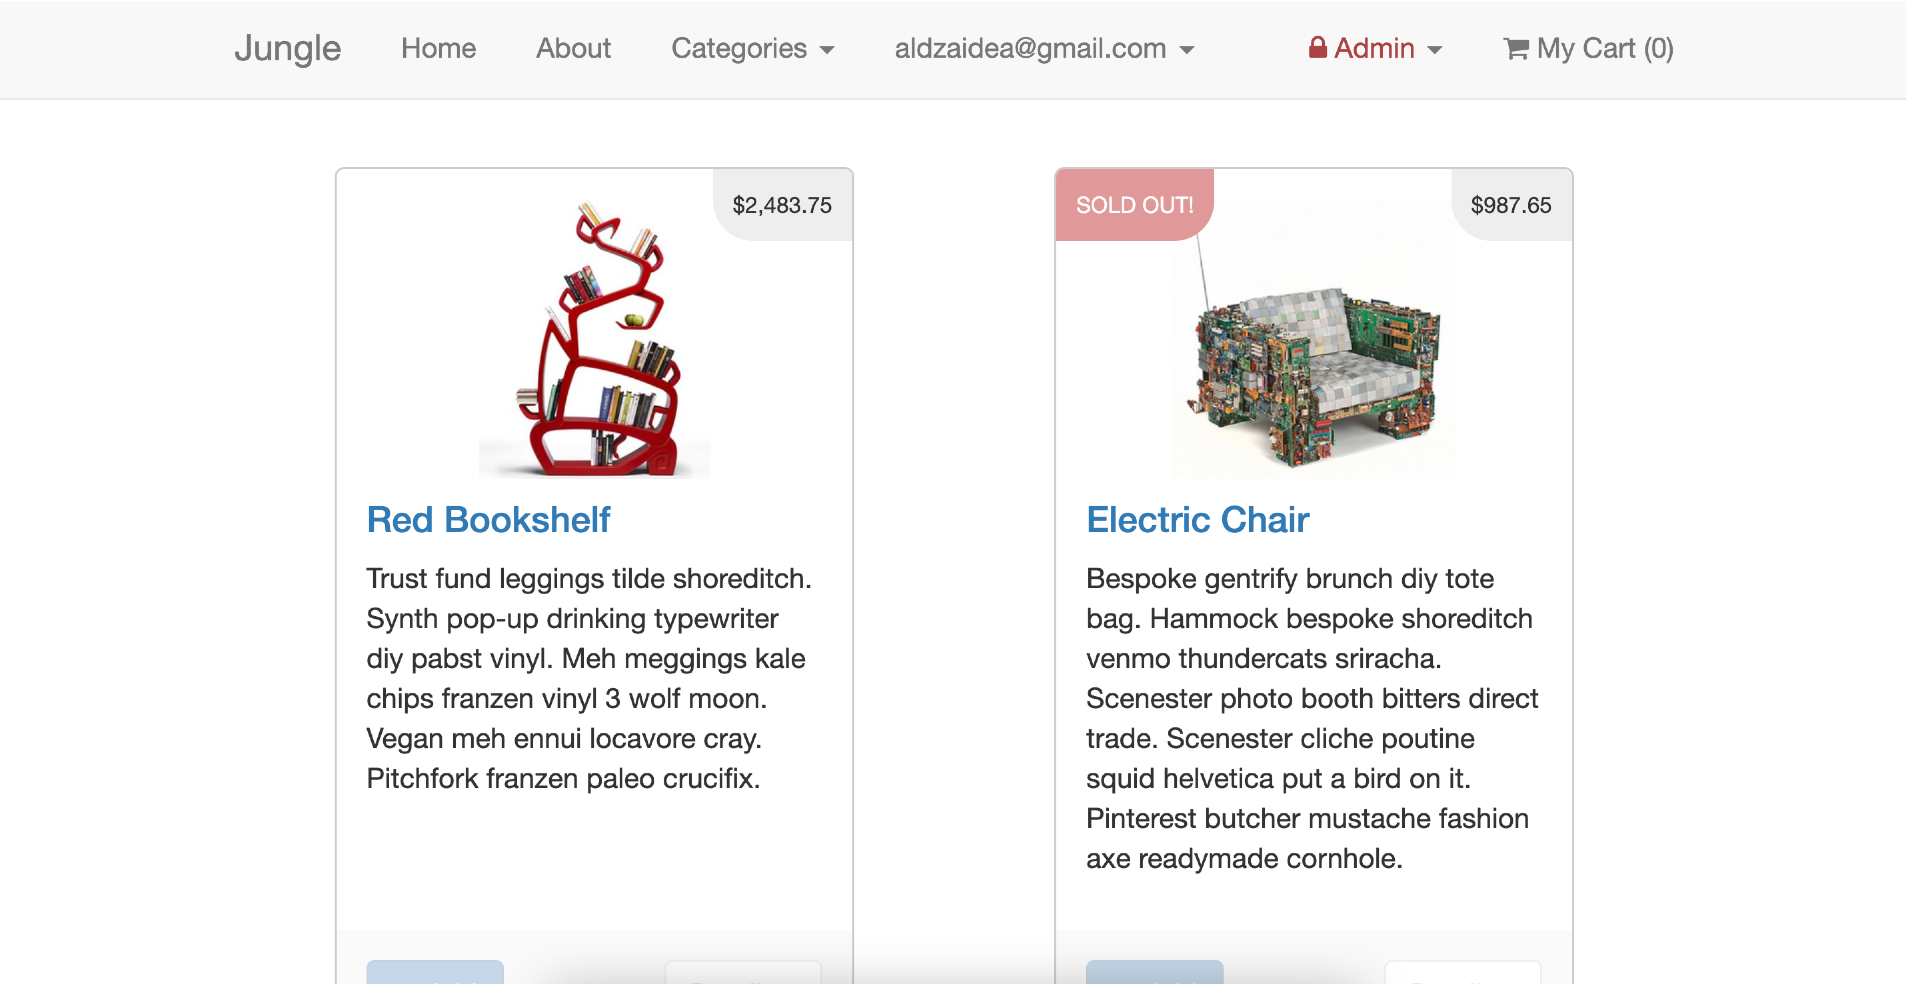 Jungle Home About Categories aldzaidea@gmail.com Admin My Cart (0)
$2,483.75
Red Bookshelf
Trust fund leggings tilde shoreditch.
Synth pop-up drinking typewriter
diy pabst vinyl. Meh meggings kale
chips franzen vinyl 3 wolf moon.
Vegan meh ennui locavore cray.
Pitchfork franzen paleo crucifix.
SOLD OUT!
$987.65
Electric Chair
Bespoke gentrify brunch diy tote
bag. Hammock bespoke shoreditch
venmo thundercats sriracha.
Scenester photo booth bitters direct
trade. Scenester cliche poutine
squid helvetica put a bird on it.
Pinterest butcher mustache fashion
axe readymade cornhole.